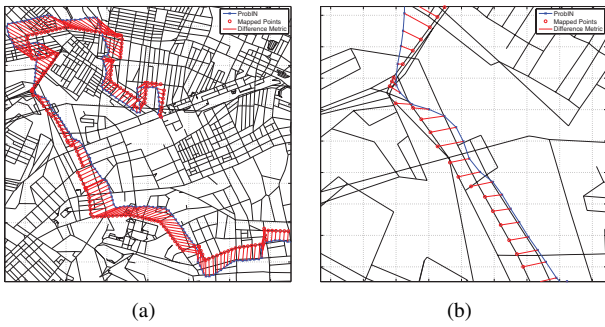 ProbIN
Mapped Points
Difference Metric
ProbIN
Mapped Points
Difference Metric
(a)
(b)